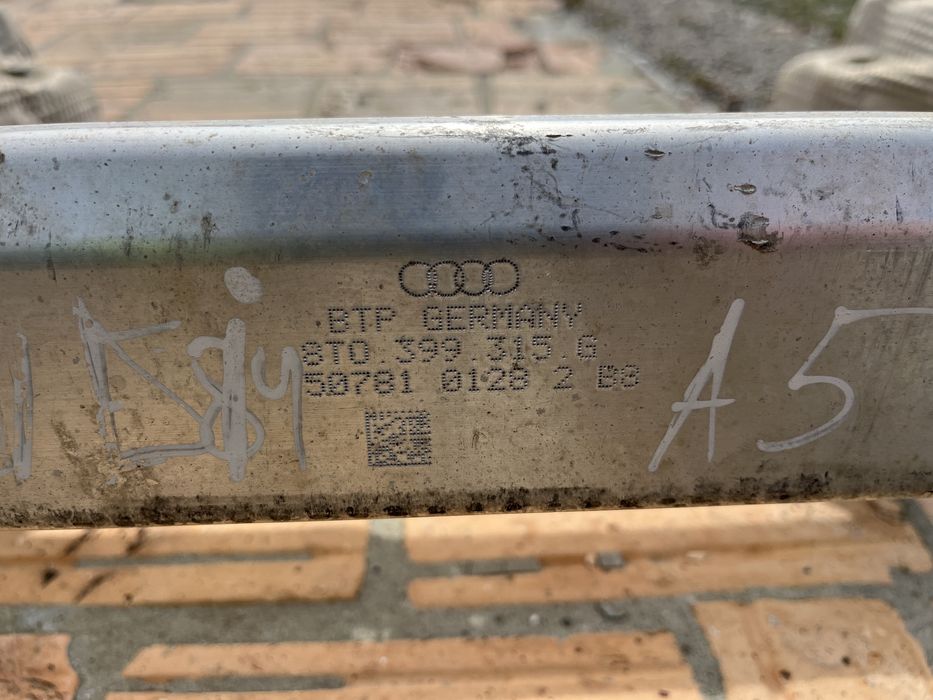 BTP GERMANY
8T0.399.315.G
50781 0128 2 B8
A5